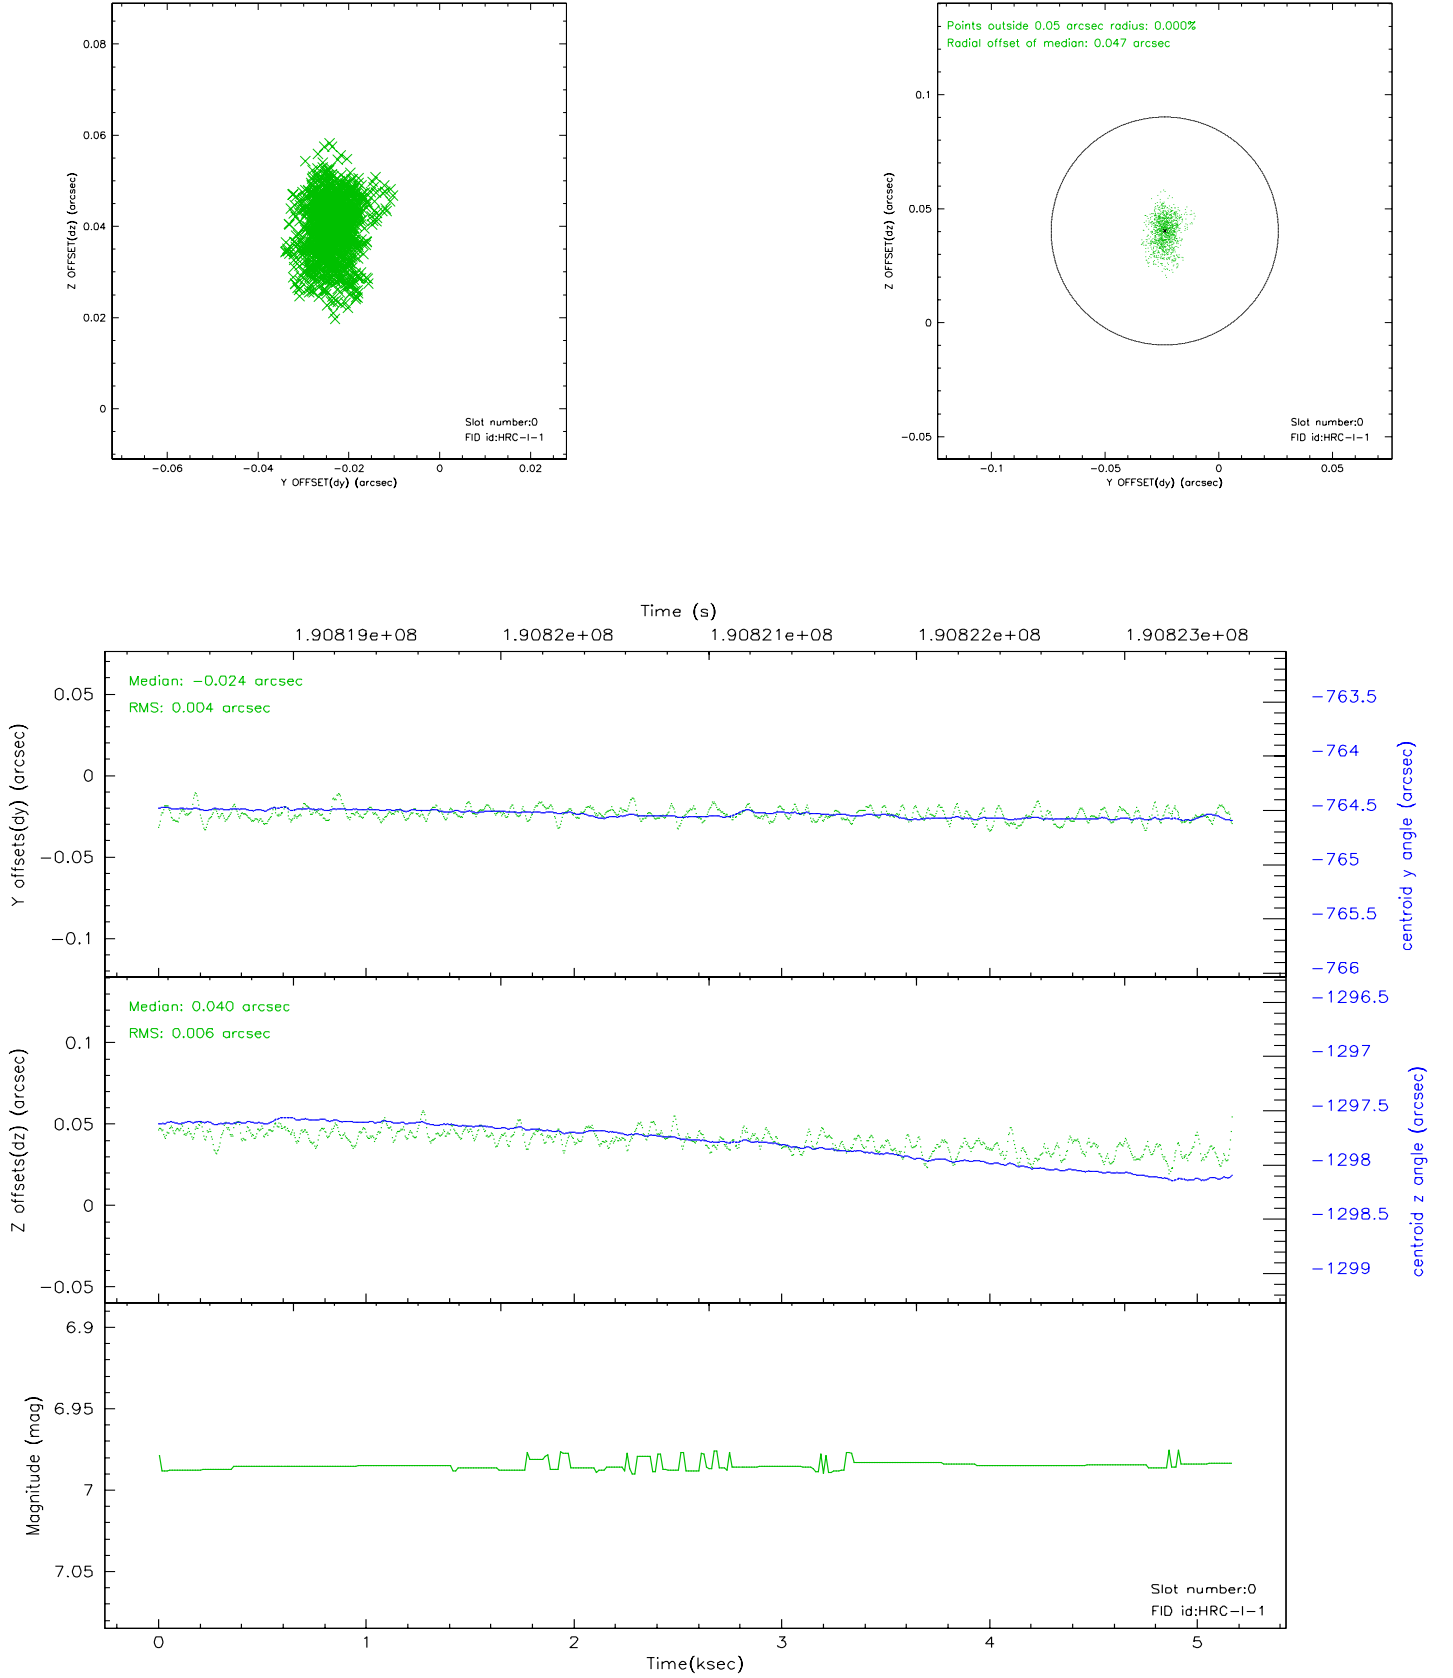 0.08
0.06
0.04
0.02
0
Z OFFSET(dz) (arcsec)
Slot number:0
FID id:HRC-I-1
-0.06 -0.04 -0.02 0 0.02
Y OFFSET(dy) (arcsec)
Points outside 0.05 arcsec radius: 0.000%
Radial offset of median: 0.047 arcsec
0.1
0.05
0
-0.05
Z OFFSET(dz) (arcsec)
Slot number:0
FID id:HRC-I-1
-0.1 -0.05 0 0.05
Y OFFSET(dy) (arcsec)
Time (s)
1.90819e+08 1.9082e+08 1.90821e+08 1.90822e+08 1.90823e+08
Median: -0.024 arcsec
RMS: 0.004 arcsec
0.05
0
-0.05
-0.1
Y offsets(dy) (arcsec)
-763.5
-764
-764.5
-765
-765.5
-766
centroid y angle (arcsec)
Median: 0.040 arcsec
RMS: 0.006 arcsec
0.1
0.05
0
-0.05
Z offsets(dz) (arcsec)
-1296.5
-1297
-1297.5
-1298
-1298.5
-1299
centroid z angle (arcsec)
6.9
6.95
7
7.05
Magnitude (mag)
Slot number:0
FID id:HRC-I-1
0 1 2 3 4 5
Time(ksec)